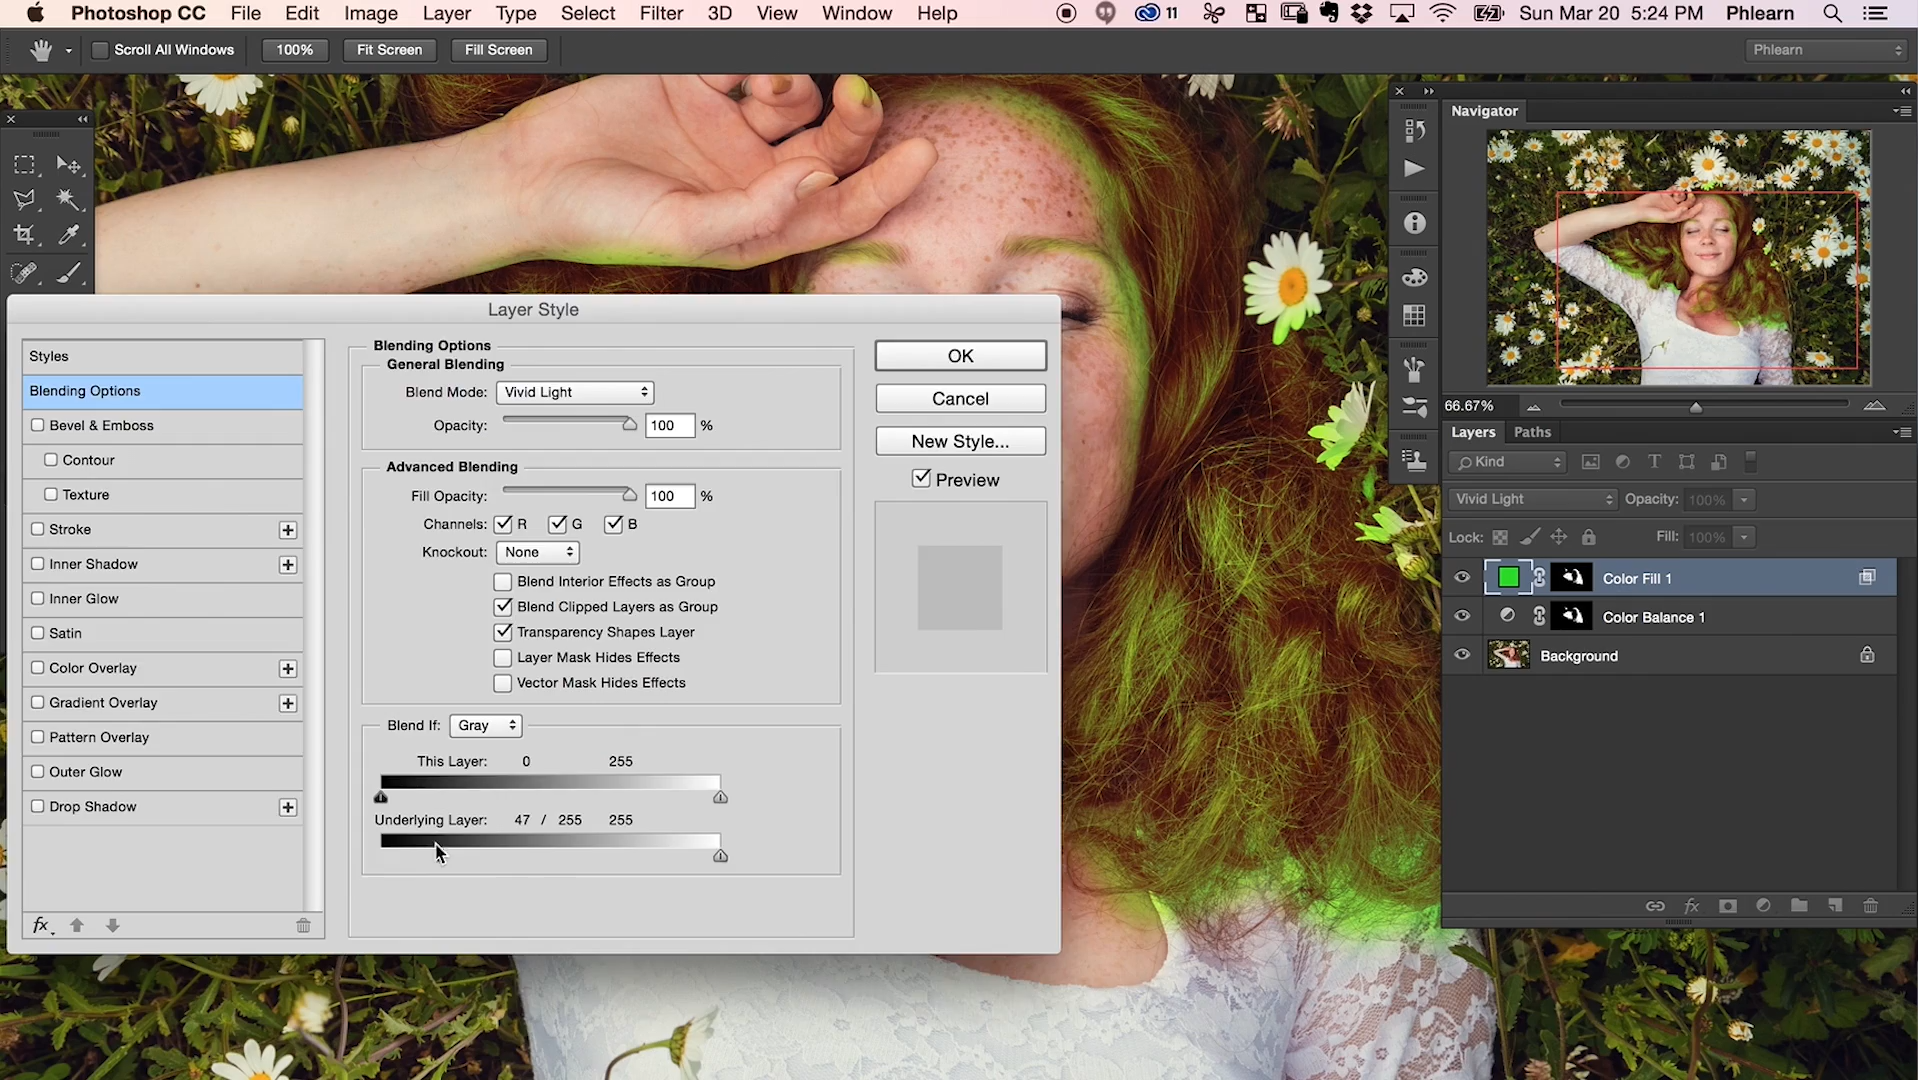 Photoshop CC File Edit Image Layer Type Select Filter 3D View Window Help 11 Sun Mar 20 5:24 PM Phlearn
Scroll All Windows 100% Fit Screen Fill Screen Phlearn
Navigator
66.67%
Layers Paths
Kind
Vivid Light Opacity: 100%
Lock: Fill: 100%
Color Fill 1
Color Balance 1
Background
Layer Style
Styles
Blending Options
Bevel & Emboss
Contour
Texture
Stroke
Inner Shadow
Inner Glow
Satin
Color Overlay
Gradient Overlay
Pattern Overlay
Outer Glow
Drop Shadow
fx
Blending Options
General Blending
Blend Mode: Vivid Light
Opacity: 100 %
Advanced Blending
Fill Opacity: 100 %
Channels: R G B
Knockout: None
Blend Interior Effects as Group
Blend Clipped Layers as Group
Transparency Shapes Layer
Layer Mask Hides Effects
Vector Mask Hides Effects
Blend If: Gray
This Layer: 0 255
Underlying Layer: 47 / 255 255
OK
Cancel
New Style...
Preview
fx